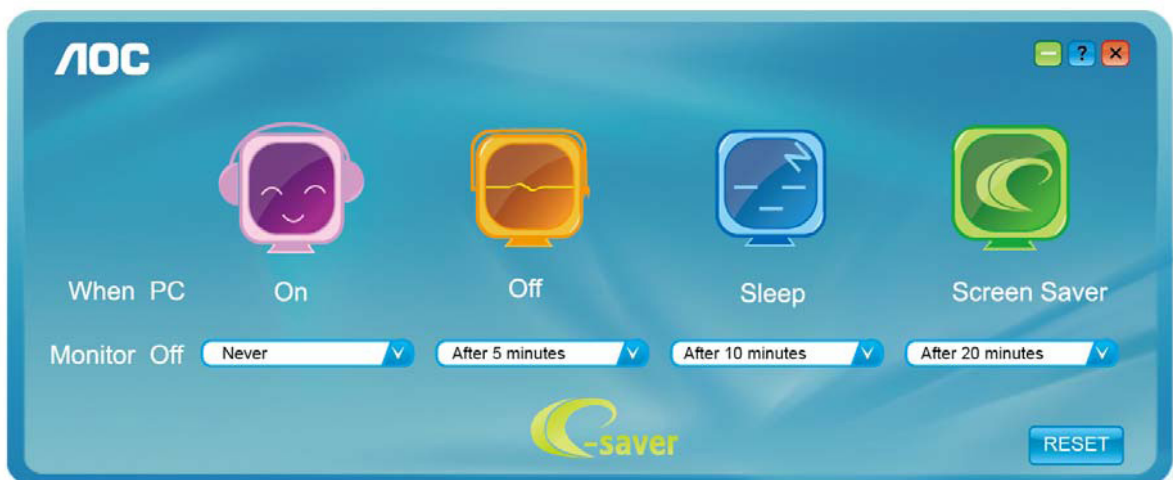 AOC
?
When PC On Off Sleep Screen Saver
Monitor Off Never After 5 minutes After 10 minutes After 20 minutes
e-saver
RESET